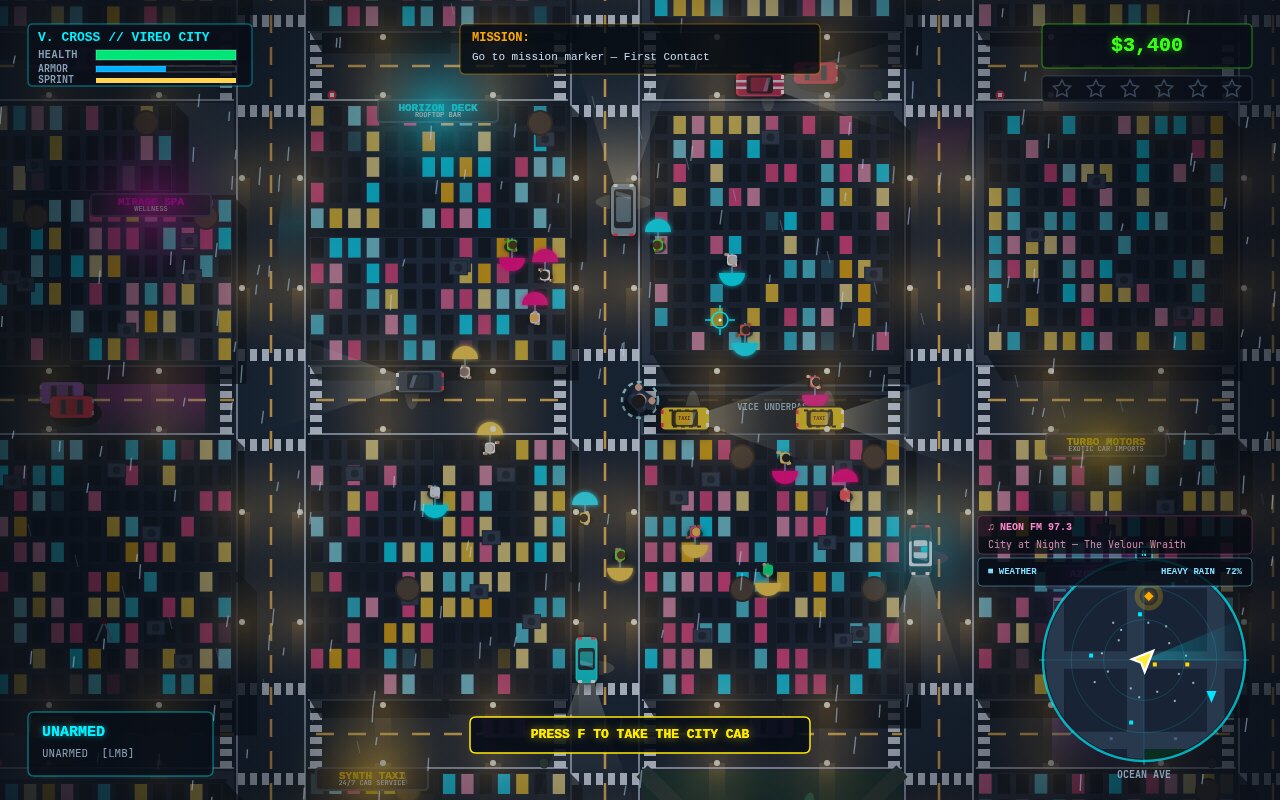 V. CROSS // VIREO CITY
HEALTH
ARMOR
SPRINT
MISSION:
Go to mission marker — First Contact
$3,400
HORIZON DECK
ROOFTOP BAR
MIRAGE SPA
WELLNESS
VICE UNDERPA
TAXI
TAXI
TURBO MOTORS
EXOTIC CAR IMPORTS
♫ NEON FM 97.3
City at Night — The Velour Wraith
■ WEATHER
HEAVY RAIN 72%
UNARMED
UNARMED [LMB]
PRESS F TO TAKE THE CITY CAB
SYNTH TAXI
24/7 CAB SERVICE
OCEAN AVE